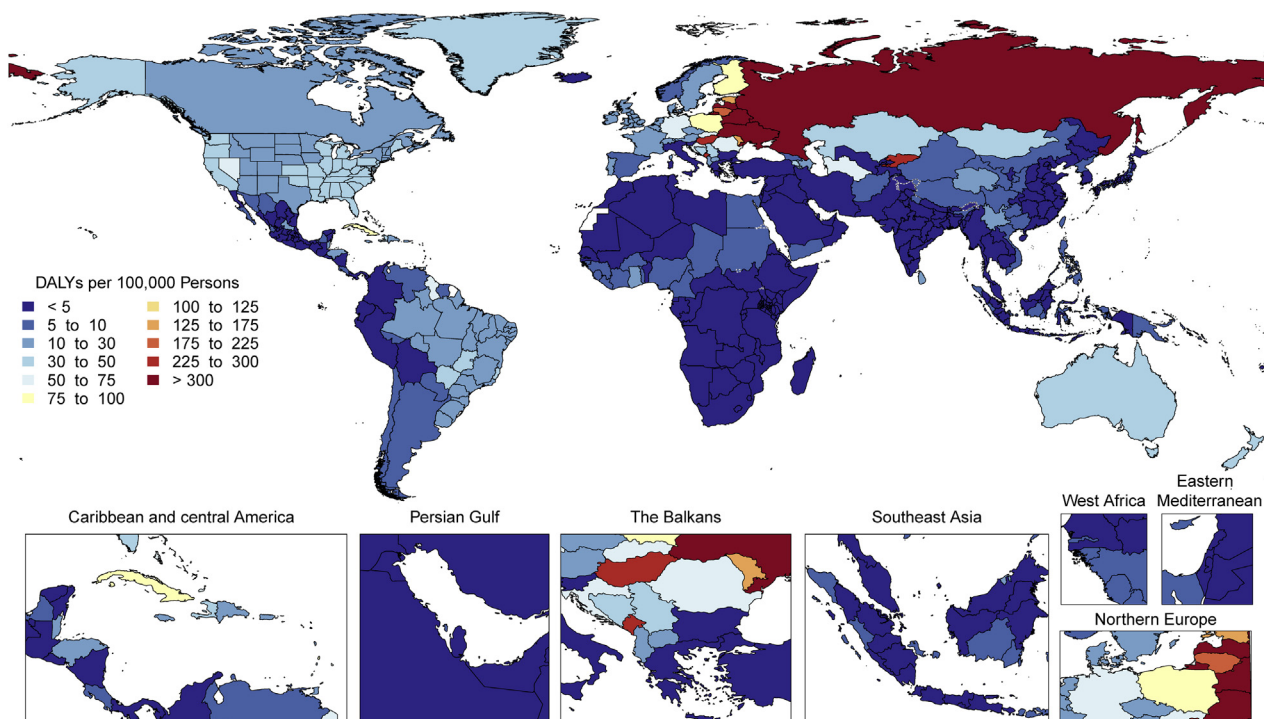 DALYs per 100,000 Persons
< 5
5 to 10
10 to 30
30 to 50
50 to 75
75 to 100
100 to 125
125 to 175
175 to 225
225 to 300
> 300
Caribbean and central America
Persian Gulf
The Balkans
Southeast Asia
West Africa
Eastern
Mediterranean
Northern Europe